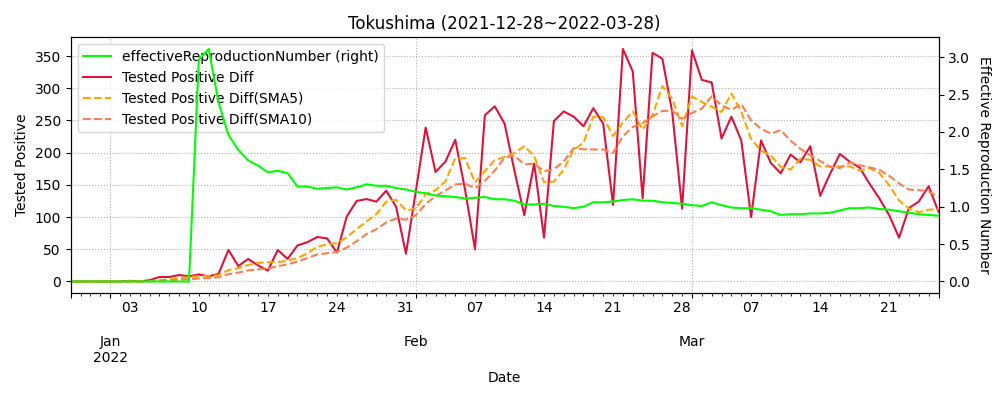 Tokushima (2021-12-28~2022-03-28)
effectiveReproductionNumber (right)
Tested Positive Diff
Tested Positive Diff(SMA5)
Tested Positive Diff(SMA10)
Tested Positive
350
300
250
200
150
100
50
0
3.0
2.5
2.0
1.5
1.0
0.5
0.0
Effective Reproduction Number
03 10 17 24 31 07 14 21 28 07 14 21
Jan Feb Mar
2022
Date